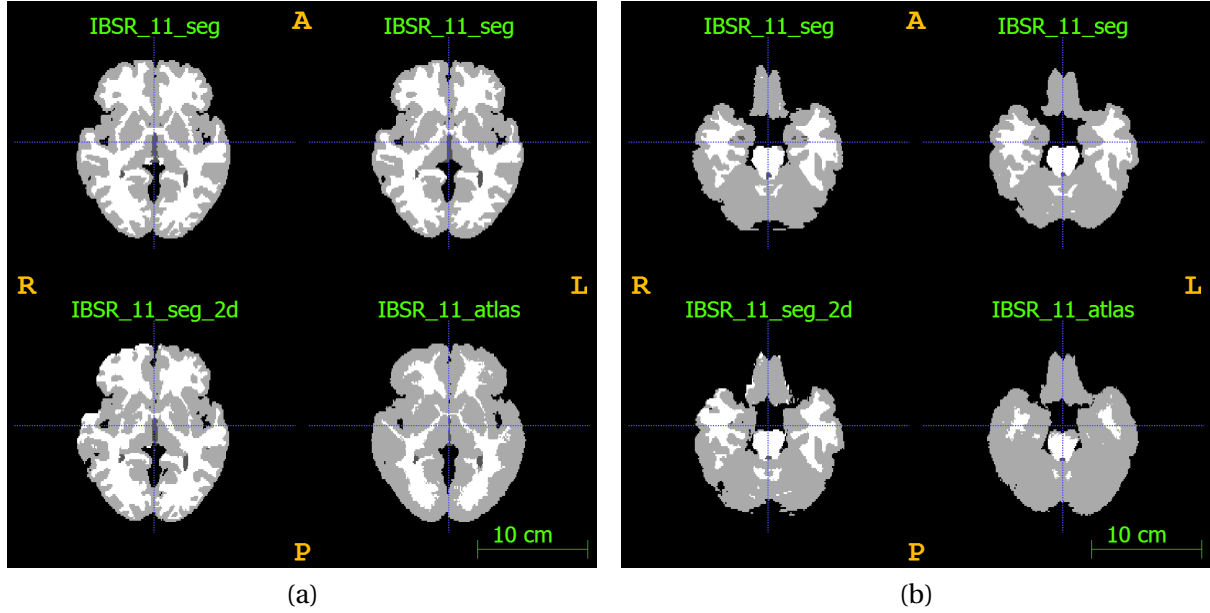 IBSR_11_seg A IBSR_11_seg
R L
IBSR_11_seg_2d IBSR_11_atlas
10 cm
P
(a)
IBSR_11_seg A IBSR_11_seg
R L
IBSR_11_seg_2d IBSR_11_atlas
10 cm
P
(b)